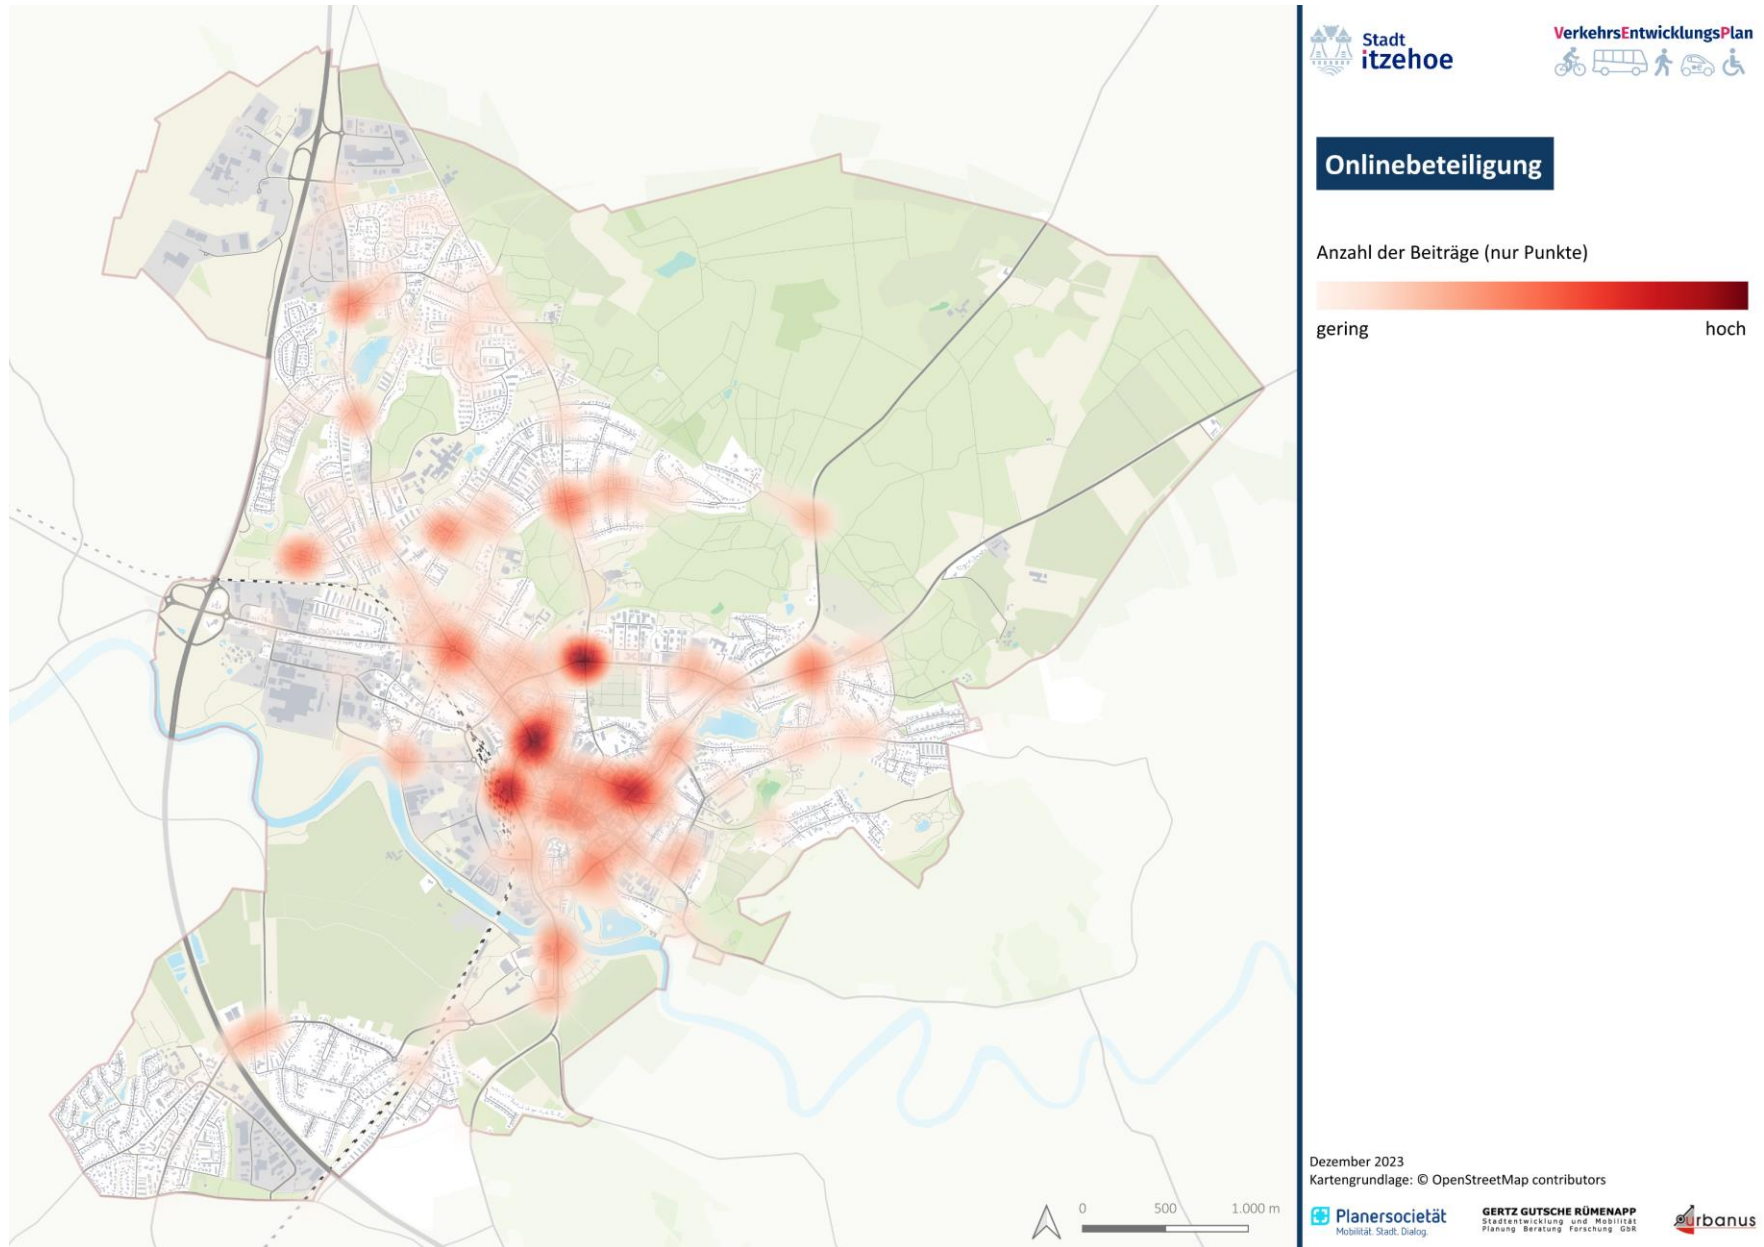 Stadt
itzehoe
VerkehrsEntwicklungsPlan
Onlinebeteiligung
Anzahl der Beiträge (nur Punkte)
gering hoch
Dezember 2023
Kartengrundlage: © OpenStreetMap contributors
0 500 1.000 m
Planersocietät
Mobilität. Stadt. Dialog.
GERTZ GUTSCHE RÜMENAPP
Stadtentwicklung und Mobilität
Planung Beratung Forschung GbR
urbanus